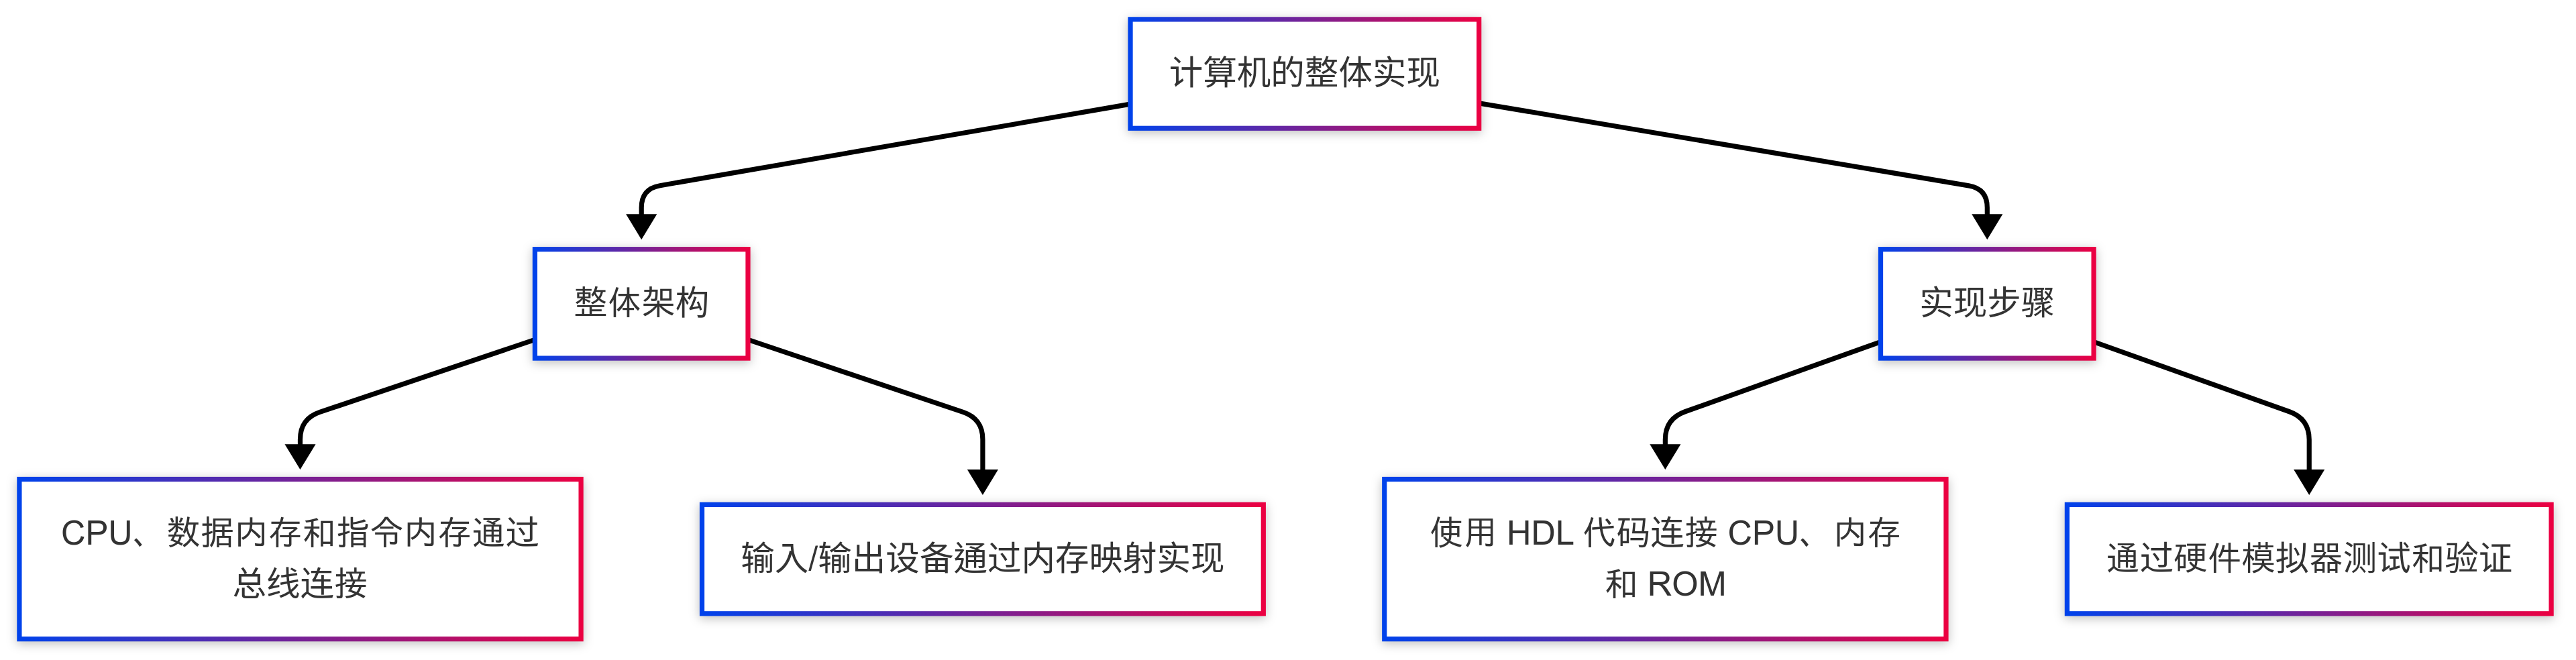 计算机的整体实现
整体架构
实现步骤
CPU、数据内存和指令内存通过
总线连接
输入/输出设备通过内存映射实现
使用 HDL 代码连接 CPU、内存
和 ROM
通过硬件模拟器测试和验证